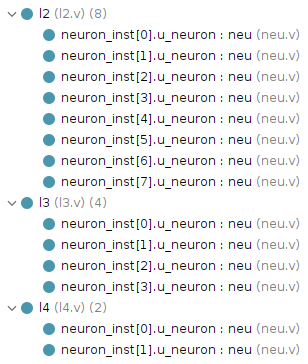 l2 (l2.v) (8)
neuron_inst[0].u_neuron : neu (neu.v)
neuron_inst[1].u_neuron : neu (neu.v)
neuron_inst[2].u_neuron : neu (neu.v)
neuron_inst[3].u_neuron : neu (neu.v)
neuron_inst[4].u_neuron : neu (neu.v)
neuron_inst[5].u_neuron : neu (neu.v)
neuron_inst[6].u_neuron : neu (neu.v)
neuron_inst[7].u_neuron : neu (neu.v)
l3 (l3.v) (4)
neuron_inst[0].u_neuron : neu (neu.v)
neuron_inst[1].u_neuron : neu (neu.v)
neuron_inst[2].u_neuron : neu (neu.v)
neuron_inst[3].u_neuron : neu (neu.v)
l4 (l4.v) (2)
neuron_inst[0].u_neuron : neu (neu.v)
neuron_inst[1].u_neuron : neu (neu.v)